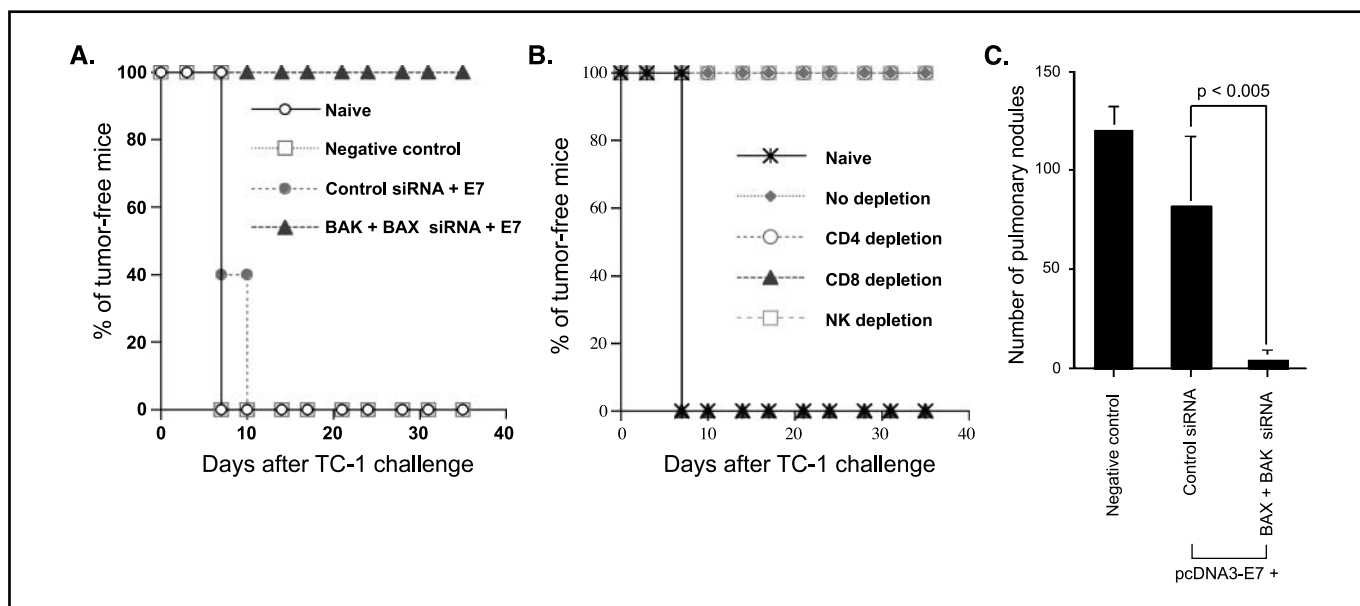 A.
100
80
60
40
20
0
% of tumor-free mice
0
10
20
30
40
Days after TC-1 challenge
Naive
Negative control
Control siRNA + E7
BAK + BAX siRNA + E7
B.
100
80
60
40
20
0
% of tumor-free mice
0
10
20
30
40
Days after TC-1 challenge
Naive
No depletion
CD4 depletion
CD8 depletion
NK depletion
C.
150
100
50
0
Number of pulmonary nodules
p < 0.005
Negative control
Control siRNA
BAX + BAK siRNA
pcDNA3-E7 +